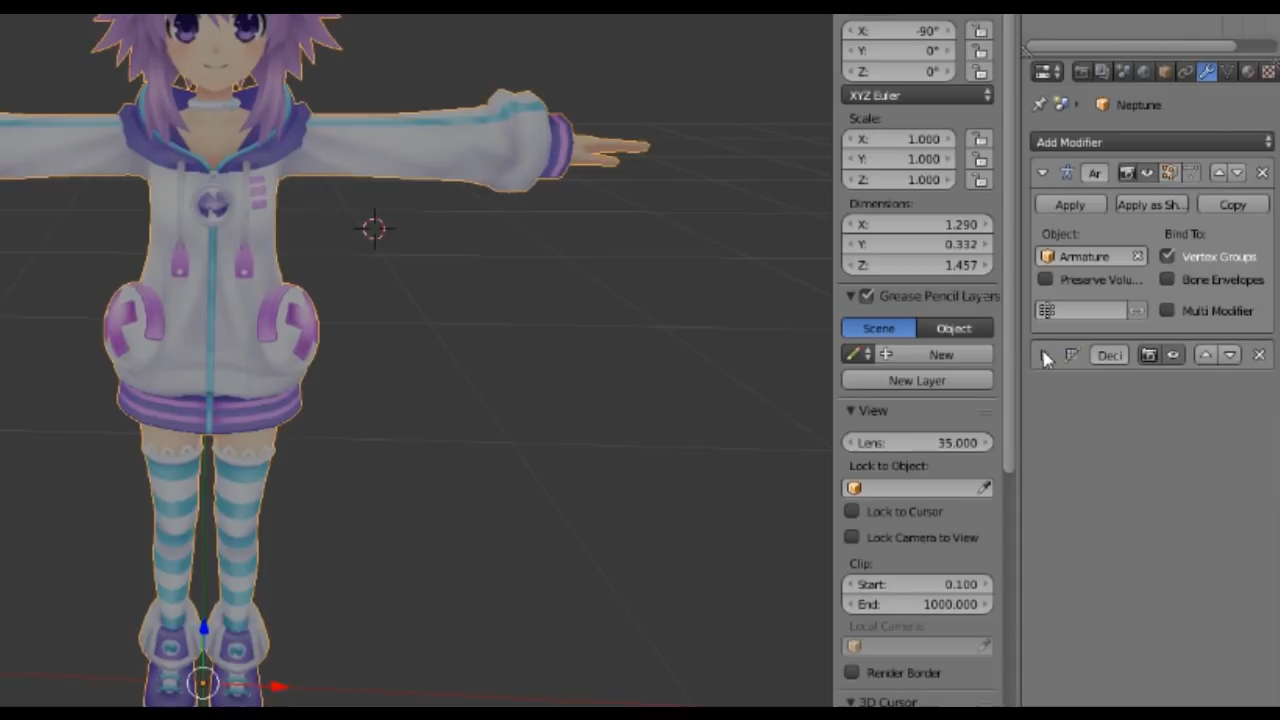 X: -90°
Y: 0°
Z: 0°
XYZ Euler
Scale:
X: 1.000
Y: 1.000
Z: 1.000
Dimensions:
X: 1.290
Y: 0.332
Z: 1.457
Grease Pencil Layers
Scene Object
New
New Layer
View
Lens: 35.000
Lock to Object:
Lock to Cursor
Lock Camera to View
Clip:
Start: 0.100
End: 1000.000
Local Camera:
Render Border
3D Cursor
Neptune
Add Modifier
Ar
Apply Apply as Sh... Copy
Object: Bind To:
Armature Vertex Groups
Preserve Volu... Bone Envelopes
Multi Modifier
Deci